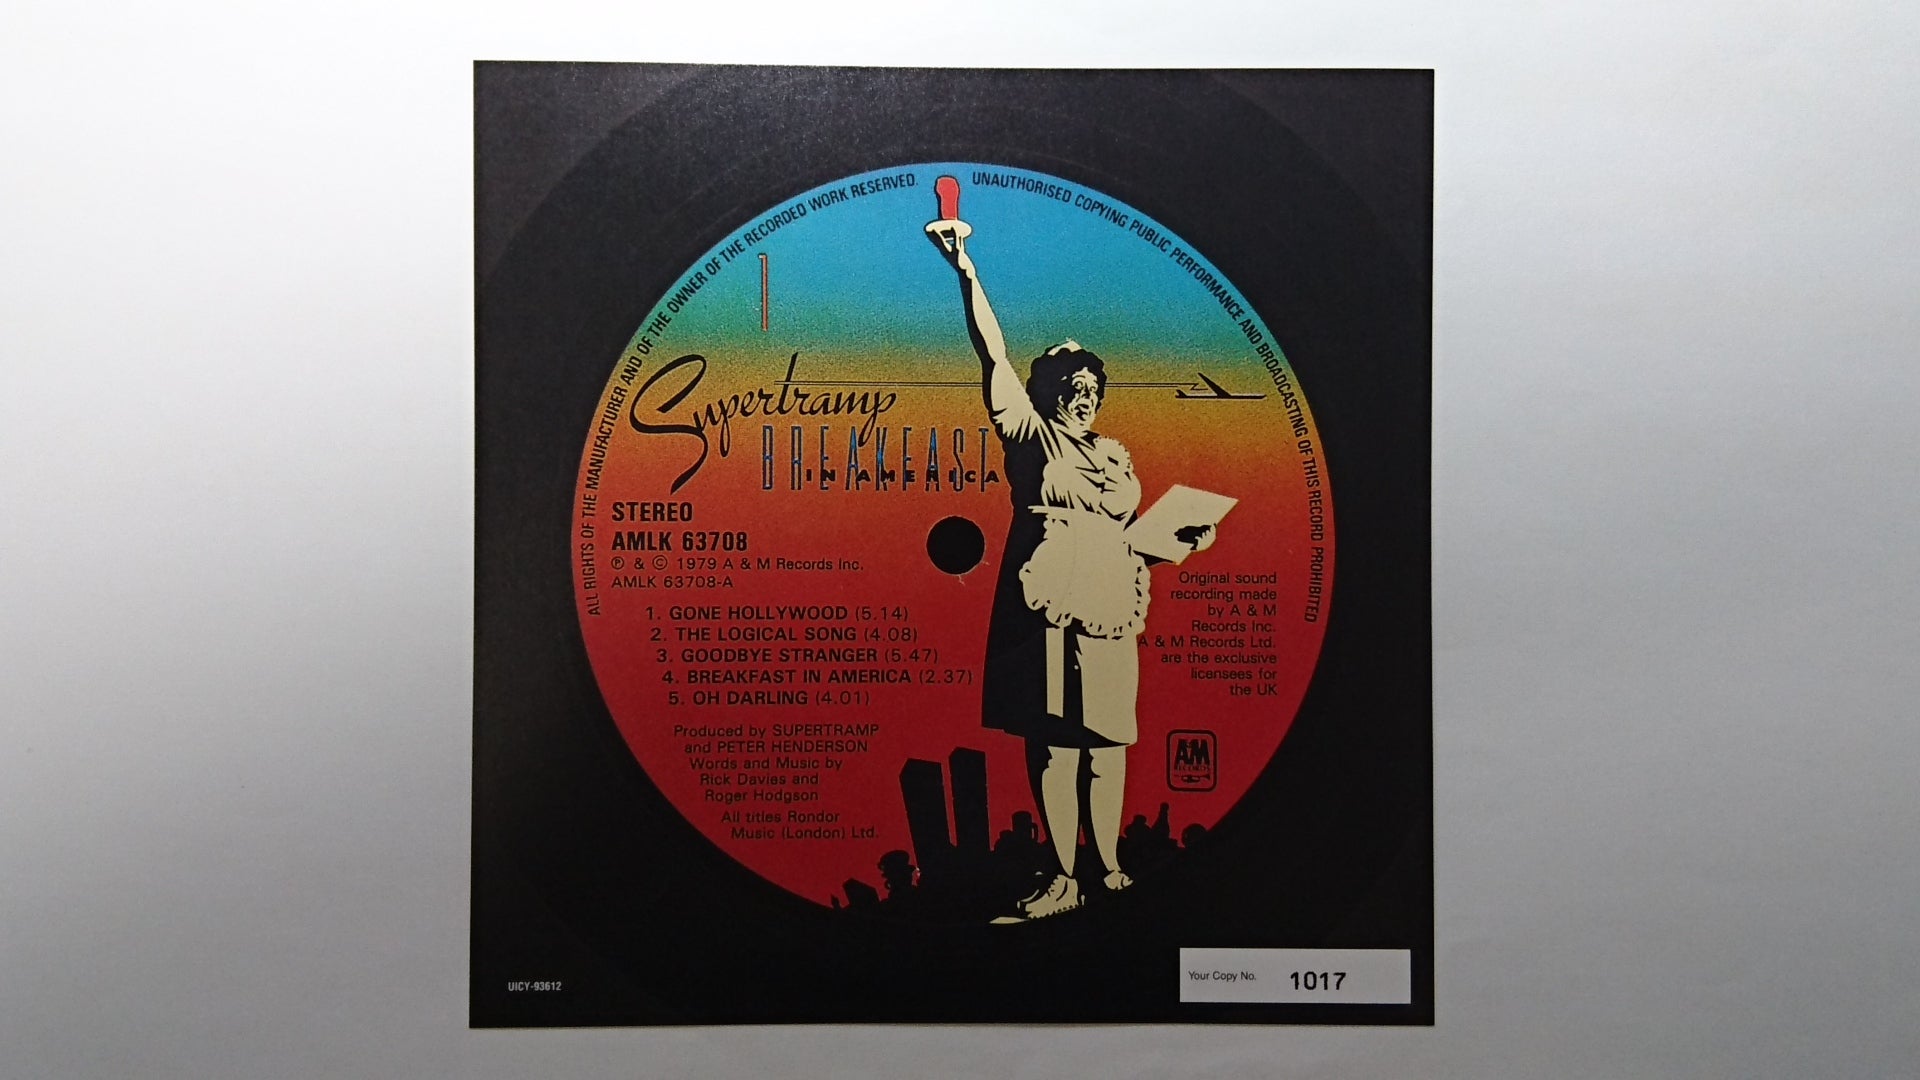 ALL RIGHTS OF THE MANUFACTURER AND OF THE OWNER OF THE RECORDED WORK RESERVED.
UNAUTHORISED COPYING PUBLIC PERFORMANCE AND BROADCASTING OF THIS RECORD PROHIBITED
1
Supertramp
BREAKFAST
IN AMERICA
STEREO
AMLK 63708
℗ & © 1979 A & M Records Inc.
AMLK 63708-A
1. GONE HOLLYWOOD (5.14)
2. THE LOGICAL SONG (4.08)
3. GOODBYE STRANGER (5.47)
4. BREAKFAST IN AMERICA (2.37)
5. OH DARLING (4.01)
Produced by SUPERTRAMP
and PETER HENDERSON
Words and Music by
Rick Davies and
Roger Hodgson
All titles Rondor
Music (London) Ltd.
Original sound
recording made
by A & M
Records Inc.
A & M Records Ltd.
are the exclusive
licensees for
the UK
A&M
RECORDS
UICY-93612
Your Copy No. 1017